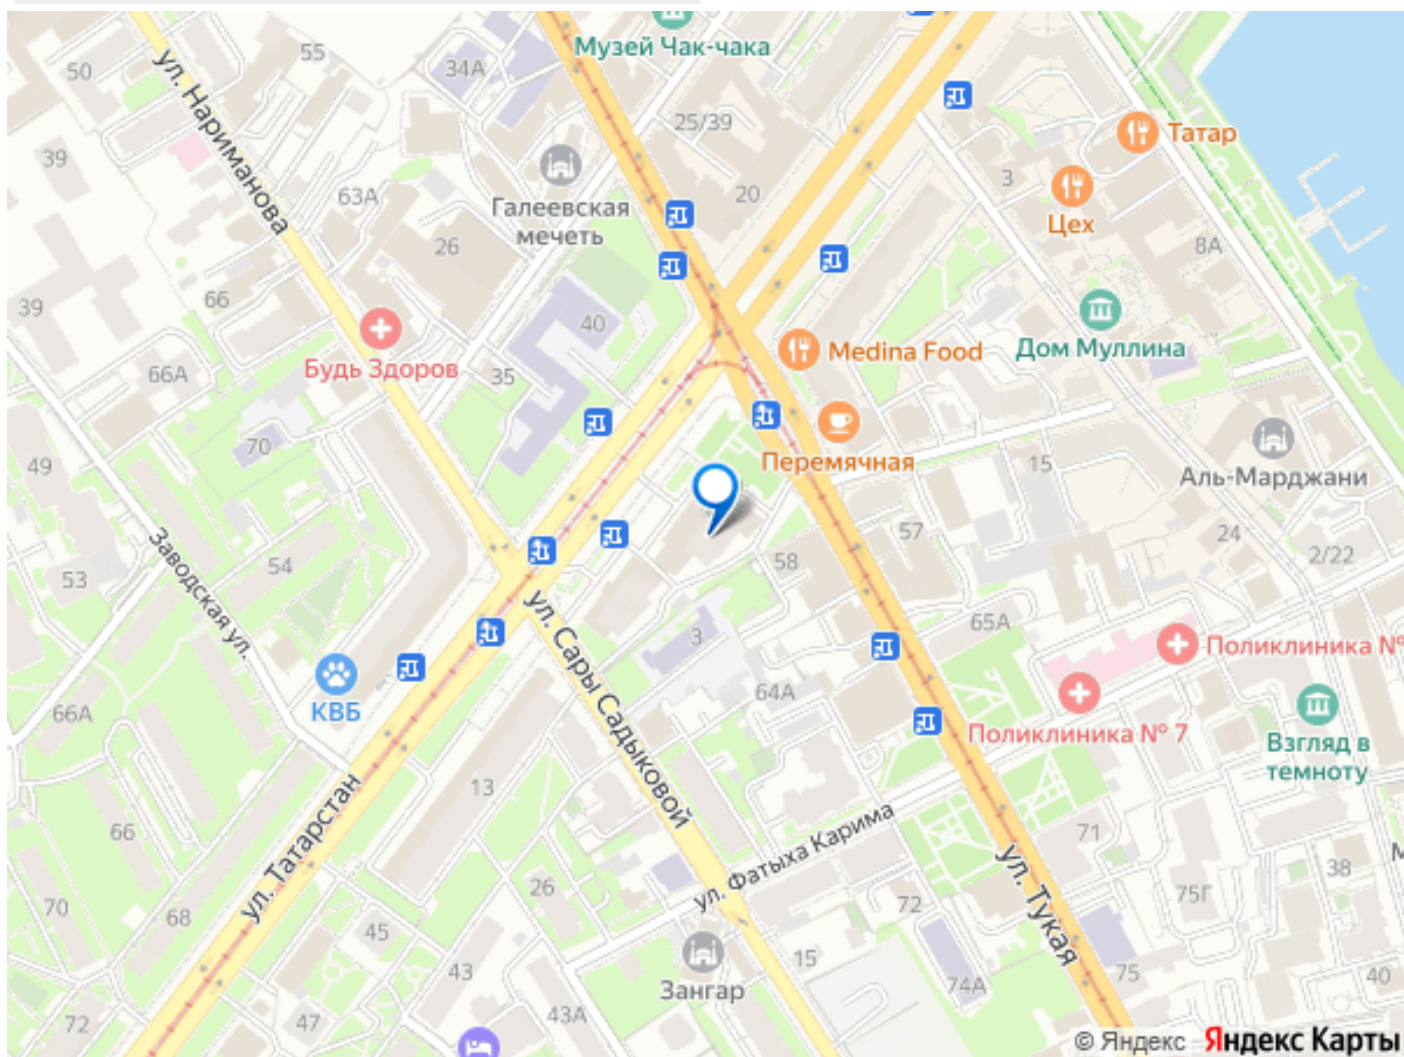 Музей Чак-чака
55
50
34А
ул. Нариманова
25/39
Татар
39
3
63А
20
Галеевская
мечеть
Цех
26
8А
66
39
40
Будь Здоров
Medina Food
Дом Муллина
66А
35
70
49
Перемячная
15
Аль-Марджани
57
24
2/22
Заводская ул.
54
53
58
ул. Сары Садыковой
3
65А
Поликлиника №
64А
КВБ
66А
Поликлиника № 7
Взгляд в
темноту
13
ул. Татарстан
66
ул. Фатыха Карима
71
ул. Тукая
38
М
26
75Г
70
68
72
45
43
15
75
Зангар
74А
40
72
47
43А
© Яндекс Яндекс Карты